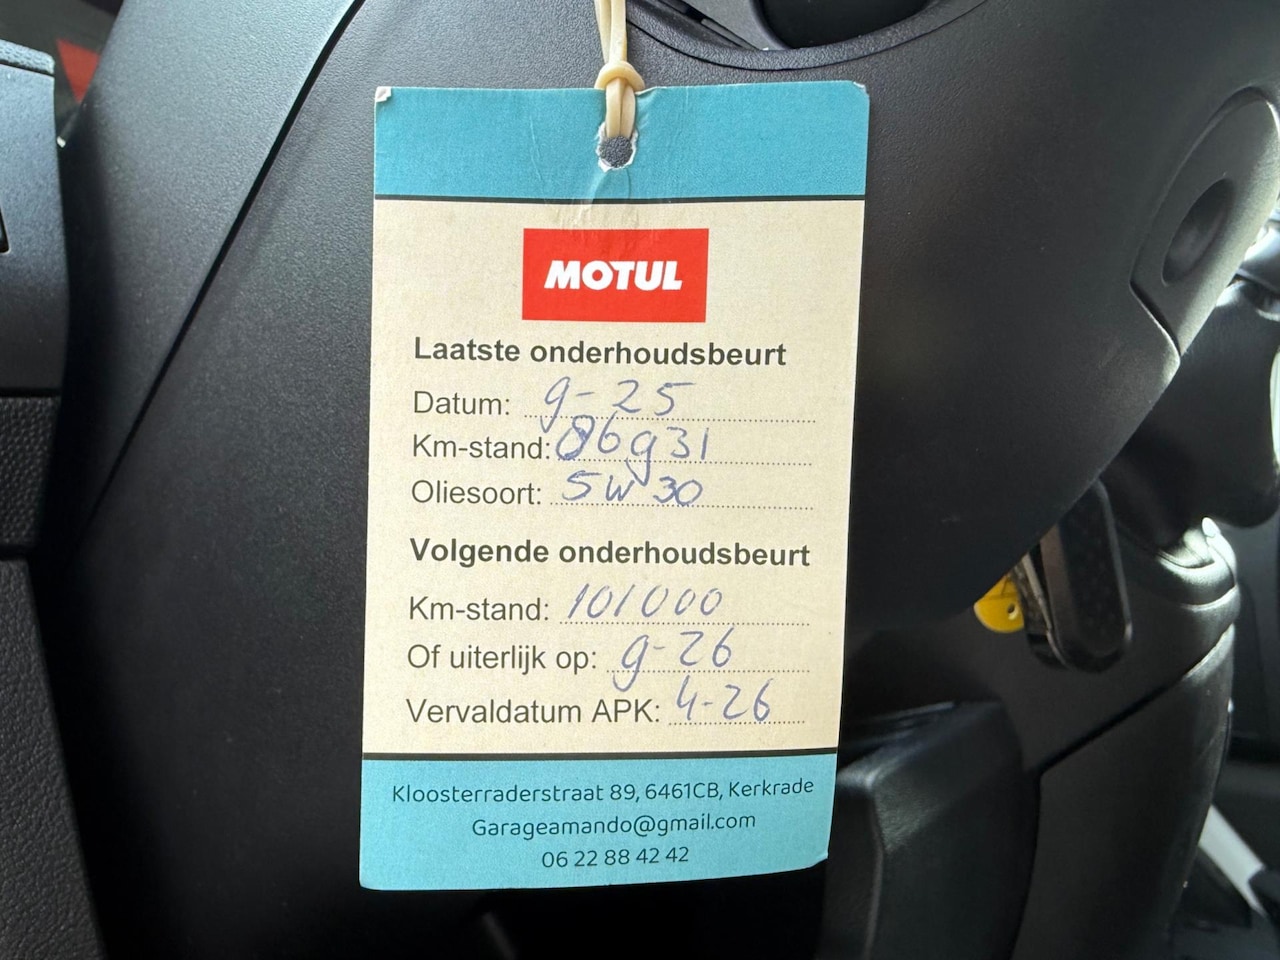 MOTUL
Laatste onderhoudsbeurt
Datum: 9-25
Km-stand: 86931
Oliesoort: 5W30
Volgende onderhoudsbeurt
Km-stand: 101000
Of uiterlijk op: 9-26
Vervaldatum APK: 4-26
Kloosterraderstraat 89, 6461CB, Kerkrade
Garageamando@gmail.com
06 22 88 42 42